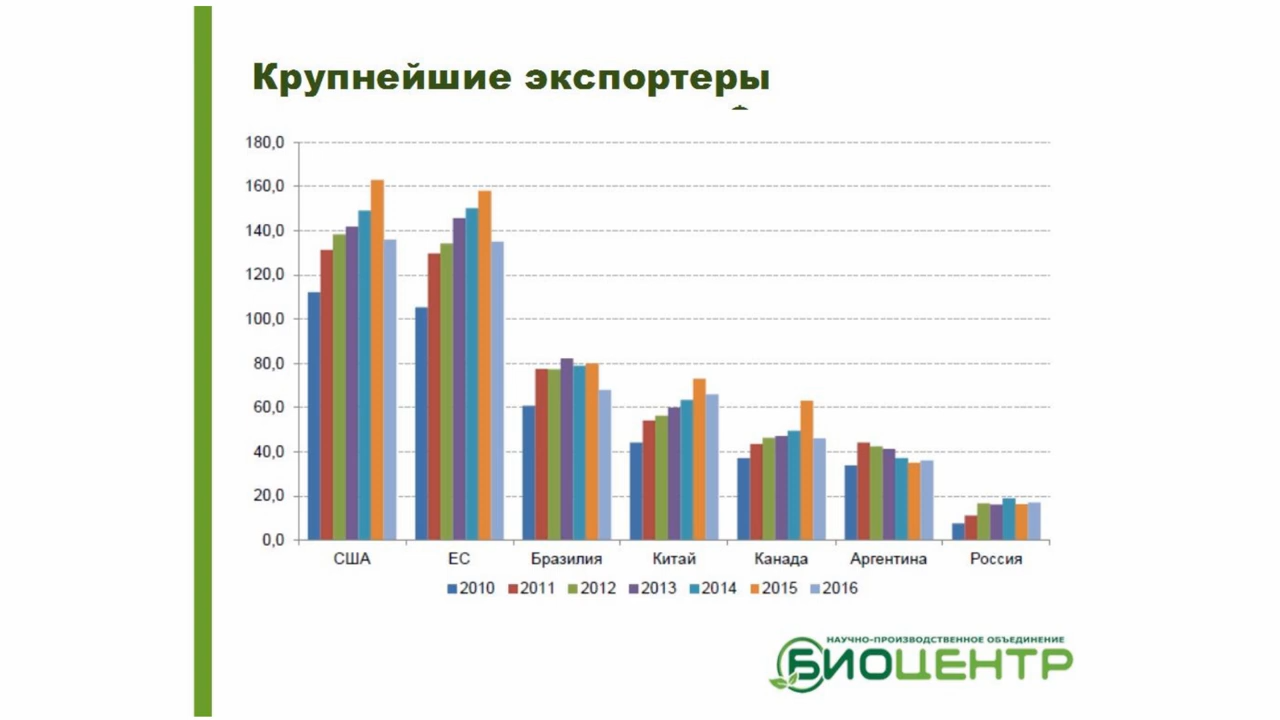 Крупнейшие экспортеры
180,0
160,0
140,0
120,0
100,0
80,0
60,0
40,0
20,0
0,0
США ЕС Бразилия Китай Канада Аргентина Россия
2010 2011 2012 2013 2014 2015 2016
НАУЧНО-ПРОИЗВОДСТВЕННОЕ ОБЪЕДИНЕНИЕ
БИОЦЕНТР